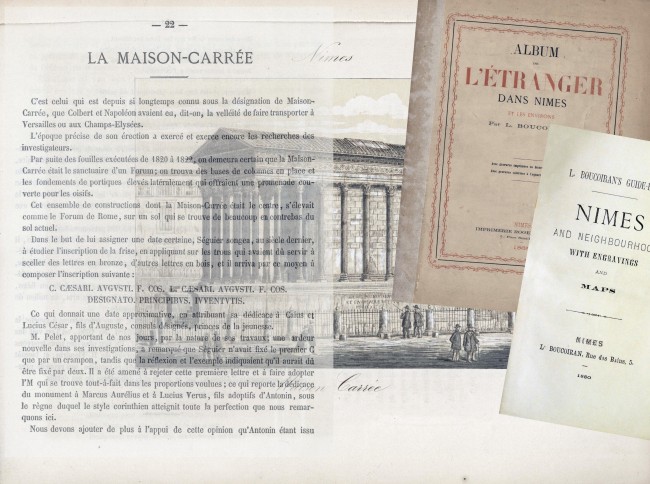 — 22 —
LA MAISON-CARRÉE
Nimes
C'est celui qui est depuis si longtemps connu sous la désignation de Maison-
Carrée, que Colbert et Napoléon avaient eu, dit-on, la velléité de faire transporter à
Versailles ou aux Champs-Elysées.
L'époque précise de son érection a exercé et exerce encore les recherches des
investigateurs.
Par suite des fouilles exécutées de 1820 à 1822, on demeura certain que la Maison-
Carrée était le sanctuaire d'un Forum; on trouva des bases de colonnes en place et
les fondements de portiques élevés latéralement qui offraient une promenade cou-
verte pour les oisifs.
Cet ensemble de constructions dont la Maison-Carrée était le centre, s'élevait
comme le Forum de Rome, sur un sol qui se trouve de beaucoup en contrebas du
sol actuel.
Dans le but de lui assigner une date certaine, Séguier songea, au siècle dernier,
à étudier l'inscription de la frise, en appliquant sur les trous qui avaient dû servir à
sceller des lettres en bronze, d'autres lettres en bois, et il arriva par ce moyen à
composer l'inscription suivante :
C. CÆSARI. AVGVSTI. F. COS. CÆSARI. AVGVSTI. F. COS.
DESIGNATO. PRINCIPIBVS. IVVENTVTIS.
Ce qui donnait une date approximative, en attribuant sa dédicace à Caius et
Lucius César, fils d'Auguste, consuls désignés, princes de la jeunesse.
M. Pelet, apportant de nos jours, par la nature de ses travaux, une ardeur
nouvelle dans ses investigations, a remarqué que Séguier n'avait fixé le premier C
que par un crampon, tandis que la réflexion et l'exemple indiquaient qu'il aurait dû
être fixé par deux. Il a été amené à rejeter cette première lettre et à faire adopter
l'M qui se trouve tout-à-fait dans les proportions voulues; ce qui reporte la dédicace
du monument à Marcus Aurélius et à Lucius Verus, fils adoptifs d'Antonin, sous
le règne duquel le style corinthien atteignit toute la perfection que nous remar-
quons ici.
Nous devons ajouter de plus à l'appui de cette opinion qu'Antonin étant issu
Carrée
ALBUM
L'ÉTRANGER
DANS NIMES
ET LES ENVIRONS
Par L. BOUCO
L. BOUCOIRAN'S GUIDE-
NIMES
AND NEIGHBOURHOO
WITH ENGRAVINGS
AND
MAPS
NIMES
L. BOUCOIRAN, Rue des Bains, 5.